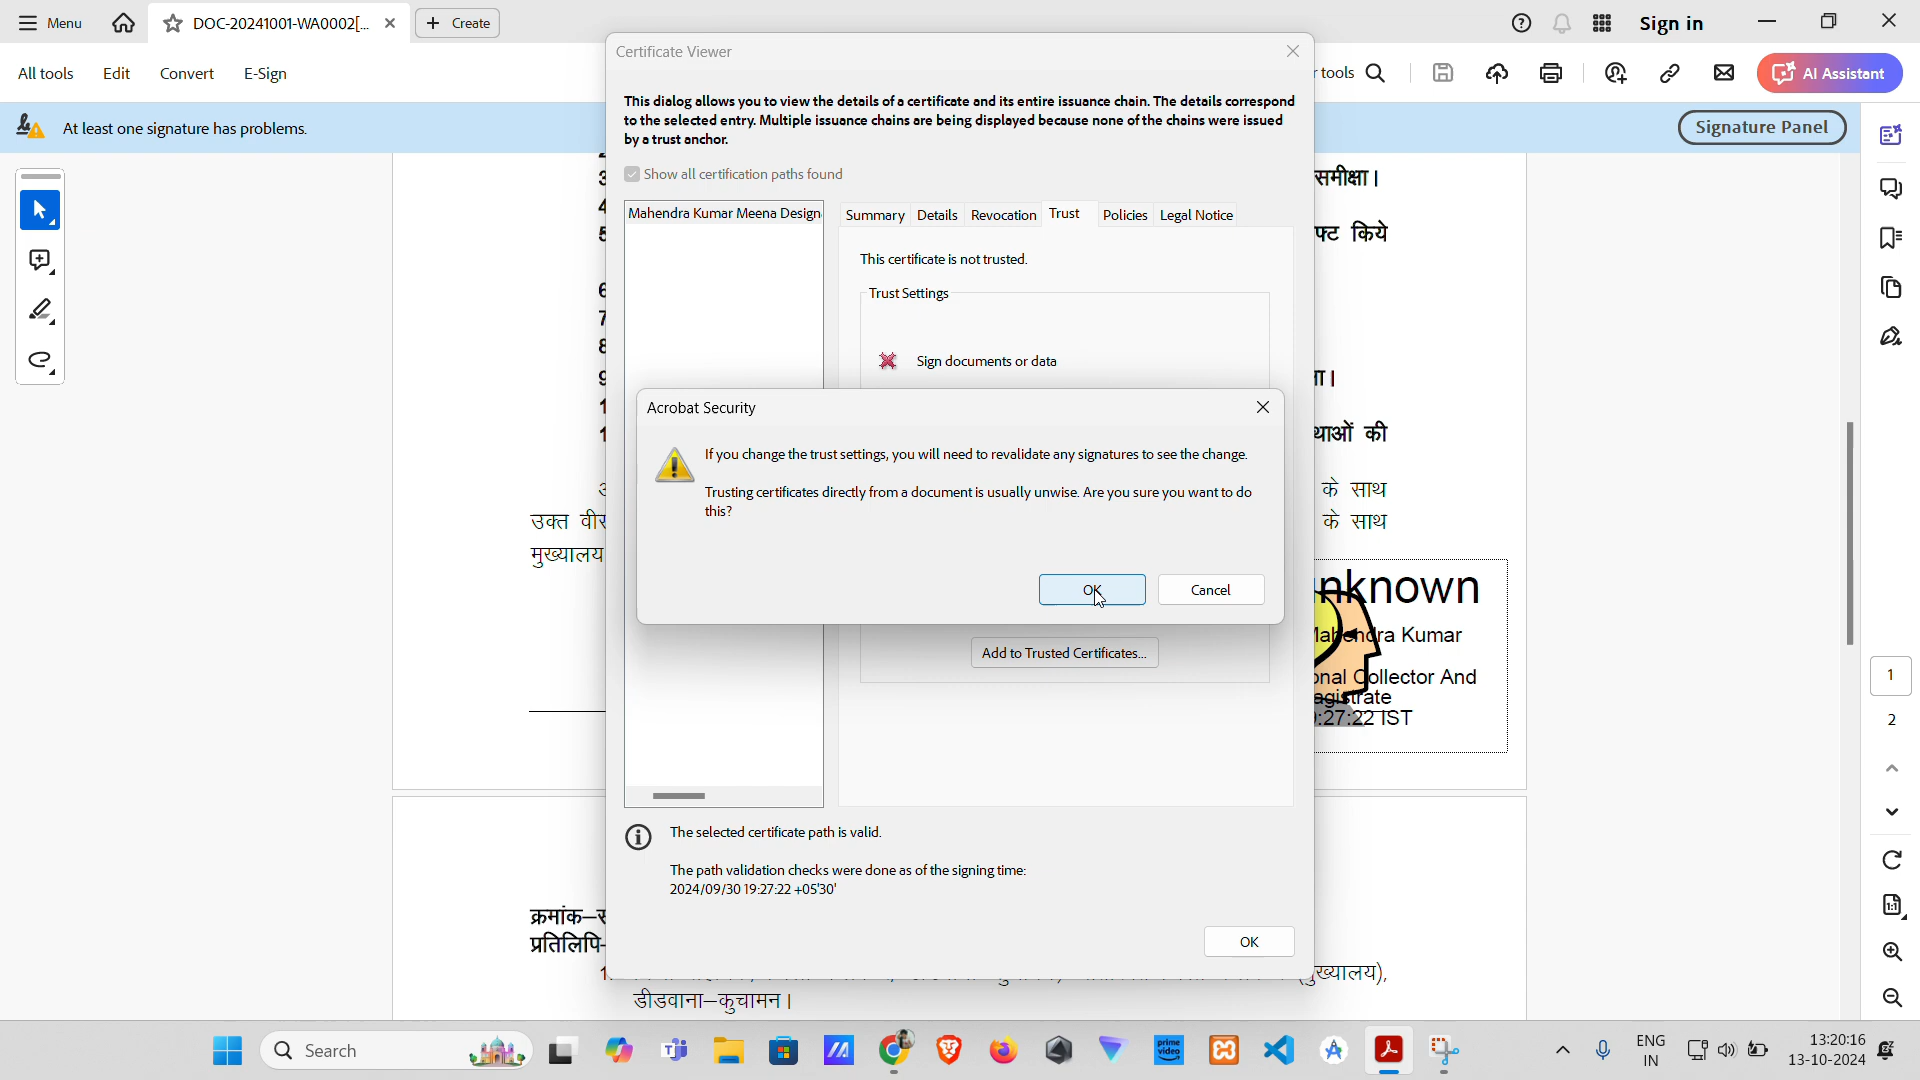 Menu
DOC-20241001-WA0002[...
Create
Sign in
All tools
Edit
Convert
E-Sign
r tools
AI Assistant
At least one signature has problems.
Signature Panel
Certificate Viewer
This dialog allows you to view the details of a certificate and its entire issuance chain. The details correspond
to the selected entry. Multiple issuance chains are being displayed because none of the chains were issued
by a trust anchor.
Show all certification paths found
Mahendra Kumar Meena Design
Summary
Details
Revocation
Trust
Policies
Legal Notice
This certificate is not trusted.
Trust Settings
Sign documents or data
Acrobat Security
If you change the trust settings, you will need to revalidate any signatures to see the change.
Trusting certificates directly from a document is usually unwise. Are you sure you want to do
this?
OK
Cancel
Add to Trusted Certificates...
The selected certificate path is valid.
The path validation checks were done as of the signing time:
2024/09/30 19:27:22 +05'30'
OK
समीक्षा।
किये
की
के साथ
उक्त
के साथ
मुख्यालय
nknown
Mahendra Kumar
onal Collector And
agistrate
:27:22 IST
प्रतिलिपि-
(मुख्यालय),
डीडवाना–कुचामन।
1
2
Search
ENG
IN
13:20:16
13-10-2024